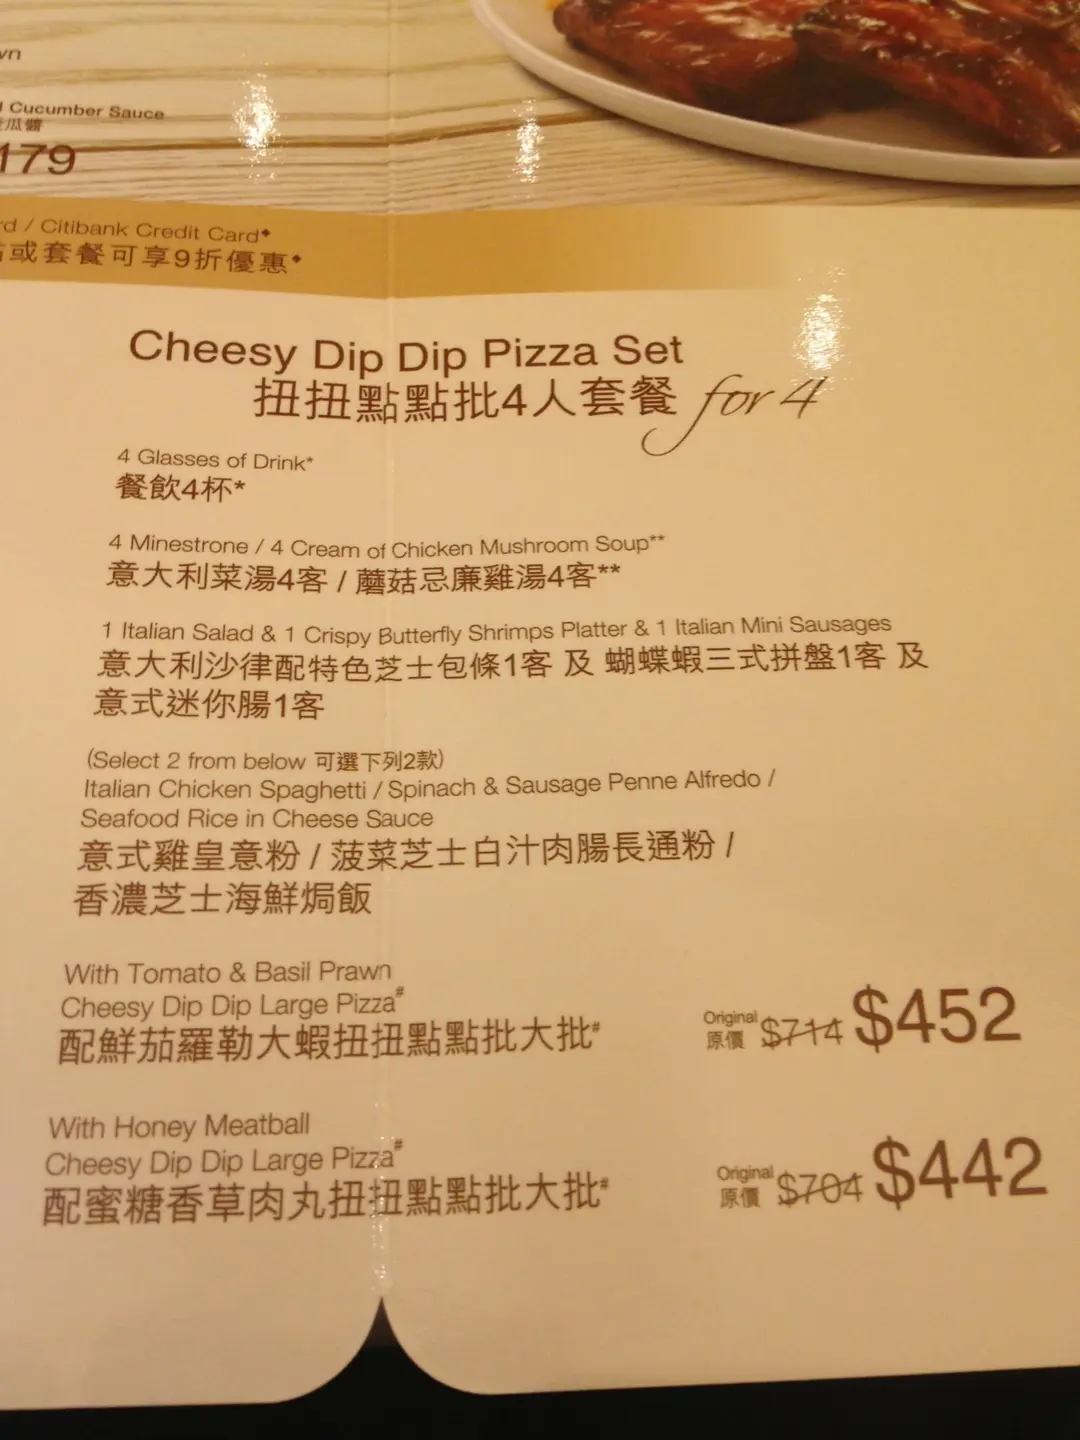 Cucumber Sauce
瓜醬
179
/ Citibank Credit Card◆
或套餐可享9折優惠◆
Cheesy Dip Dip Pizza Set
扭扭點點批4人套餐 for 4
4 Glasses of Drink*
餐飲4杯*
4 Minestrone / 4 Cream of Chicken Mushroom Soup**
意大利菜湯4客 / 蘑菇忌廉雞湯4客**
1 Italian Salad & 1 Crispy Butterfly Shrimps Platter & 1 Italian Mini Sausages
意大利沙律配特色芝士包條1客 及 蝴蝶蝦三式拼盤1客 及
意式迷你腸1客
(Select 2 from below 可選下列2款)
Italian Chicken Spaghetti / Spinach & Sausage Penne Alfredo /
Seafood Rice in Cheese Sauce
意式雞皇意粉 / 菠菜芝士白汁肉腸長通粉 /
香濃芝士海鮮焗飯
With Tomato & Basil Prawn
Cheesy Dip Dip Large Pizza#
配鮮茄羅勒大蝦扭扭點點批大批#
Original
原價 $714 $452
With Honey Meatball
Cheesy Dip Dip Large Pizza#
配蜜糖香草肉丸扭扭點點批大批#
Original
原價 $704 $442